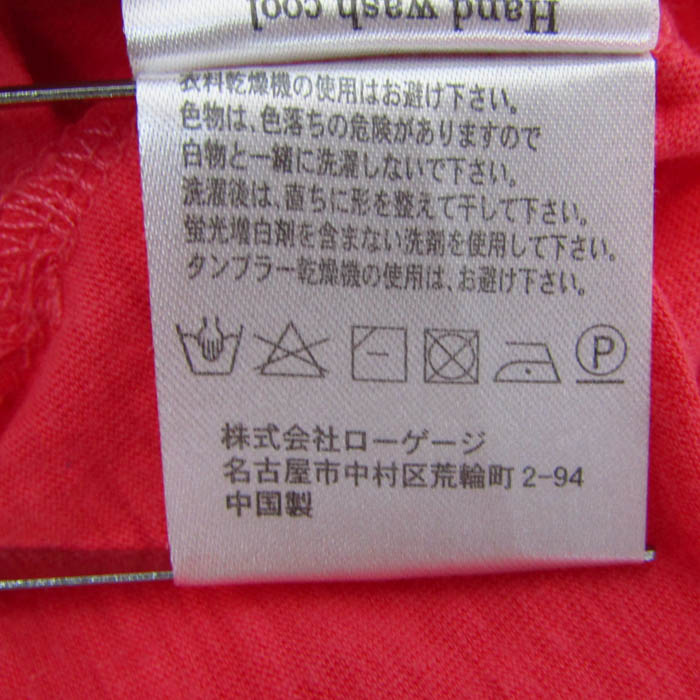 Hand wash cool
衣料乾燥機の使用はお避け下さい。
色物は、色落ちの危険がありますので
白物と一緒に洗濯しないで下さい。
洗濯後は、直ちに形を整えて干して下さい。
蛍光増白剤を含まない洗剤を使用して下さい。
タンブラー乾燥機の使用は、お避け下さい。
P
株式会社ローゲージ
名古屋市中村区荒輪町2-94
中国製